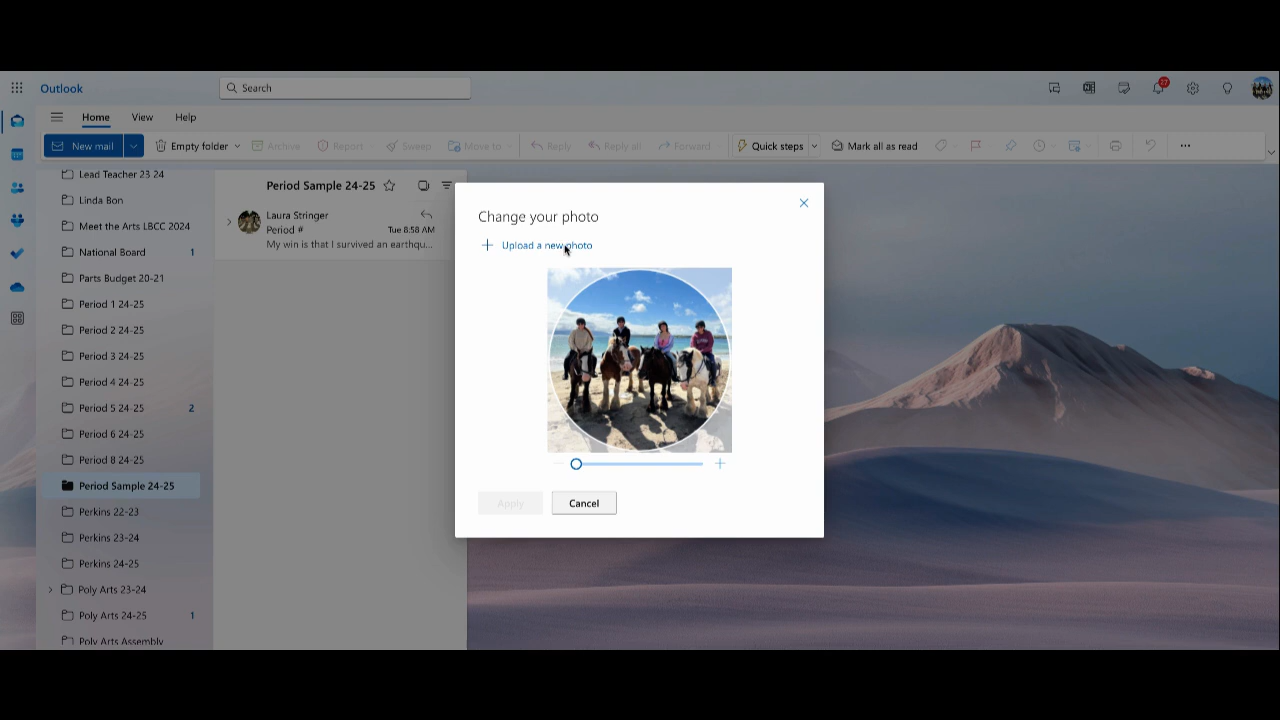 Outlook
Search
27
Home View Help
New mail Empty folder Archive Report Sweep Move to Reply Reply all Forward Quick steps Mark all as read
Lead Teacher 23 24
Linda Bon
Meet the Arts LBCC 2024
National Board 1
Parts Budget 20-21
Period 1 24-25
Period 2 24-25
Period 3 24-25
Period 4 24-25
Period 5 24-25 2
Period 6 24-25
Period 8 24-25
Period Sample 24-25
Perkins 22-23
Perkins 23-24
Perkins 24-25
Poly Arts 23-24
Poly Arts 24-25 1
Poly Arts Assembly
Period Sample 24-25
Laura Stringer
Period # Tue 8:58 AM
My win is that I survived an earthqu...
Change your photo
Upload a new photo
Apply Cancel